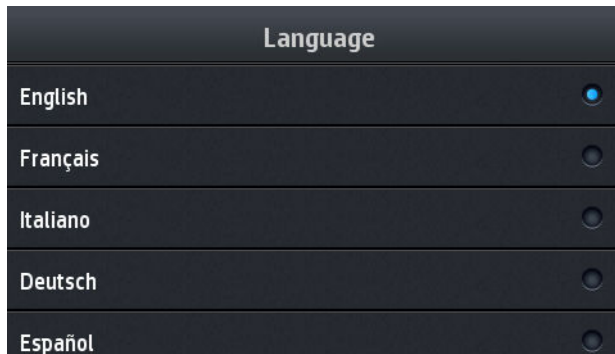 Language
English
Français
Italiano
Deutsch
Español